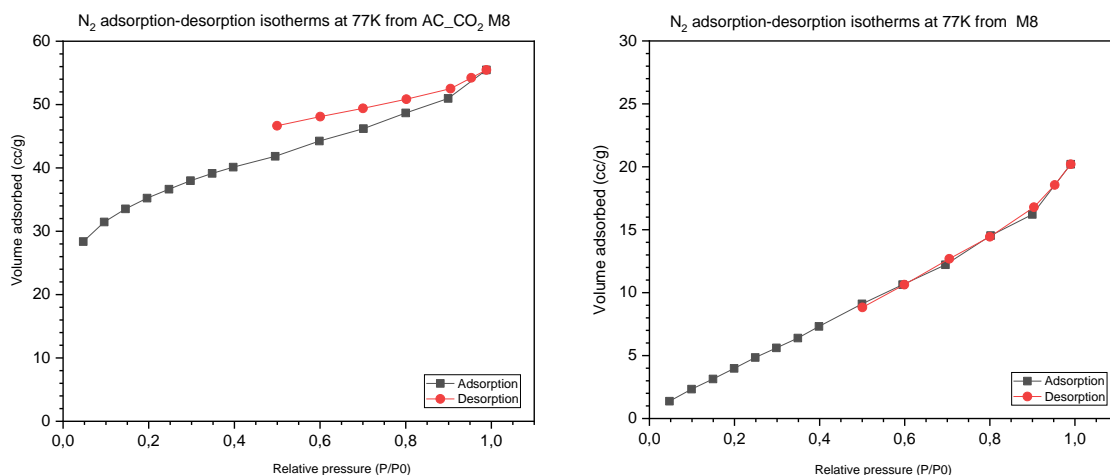 N2 adsorption-desorption isotherms at 77K from AC_CO2 M8
60
50
40
30
20
10
0
Volume adsorbed (cc/g)
Adsorption
Desorption
0,0 0,2 0,4 0,6 0,8 1,0
Relative pressure (P/P0)
N2 adsorption-desorption isotherms at 77K from M8
30
25
20
15
10
5
0
Volume adsorbed (cc/g)
Adsorption
Desorption
0,0 0,2 0,4 0,6 0,8 1,0
Relative pressure (P/P0)